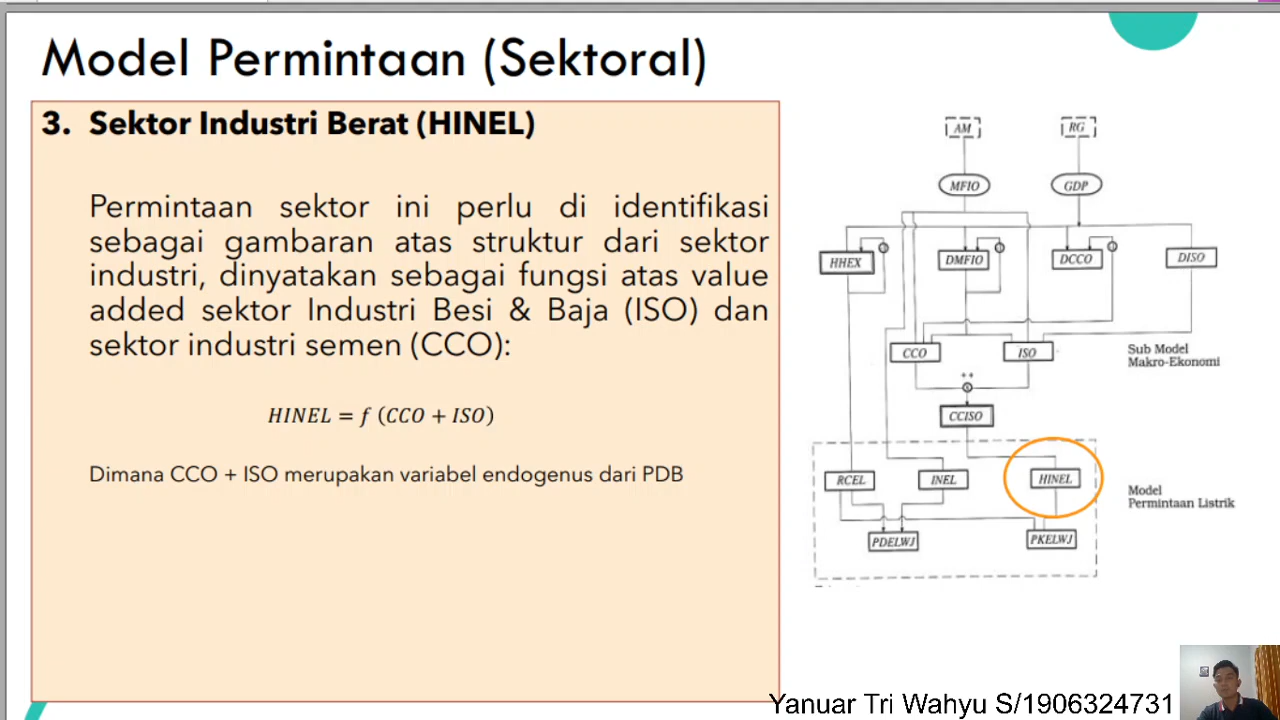 Model Permintaan (Sektoral)
3. Sektor Industri Berat (HINEL)
Permintaan sektor ini perlu di identifikasi
sebagai gambaran atas struktur dari sektor
industri, dinyatakan sebagai fungsi atas value
added sektor Industri Besi & Baja (ISO) dan
sektor industri semen (CCO):
HINEL = f (CCO + ISO)
Dimana CCO + ISO merupakan variabel endogenus dari PDB
AM
RG
MFIO
GDP
HHEX
DMFIO
DCCO
DISO
CCO
ISO
Sub Model
Makro-Ekonomi
++
CCISO
RCEL
INEL
HINEL
Model
Permintaan Listrik
PDELWJ
PKELWJ
Yanuar Tri Wahyu S/1906324731